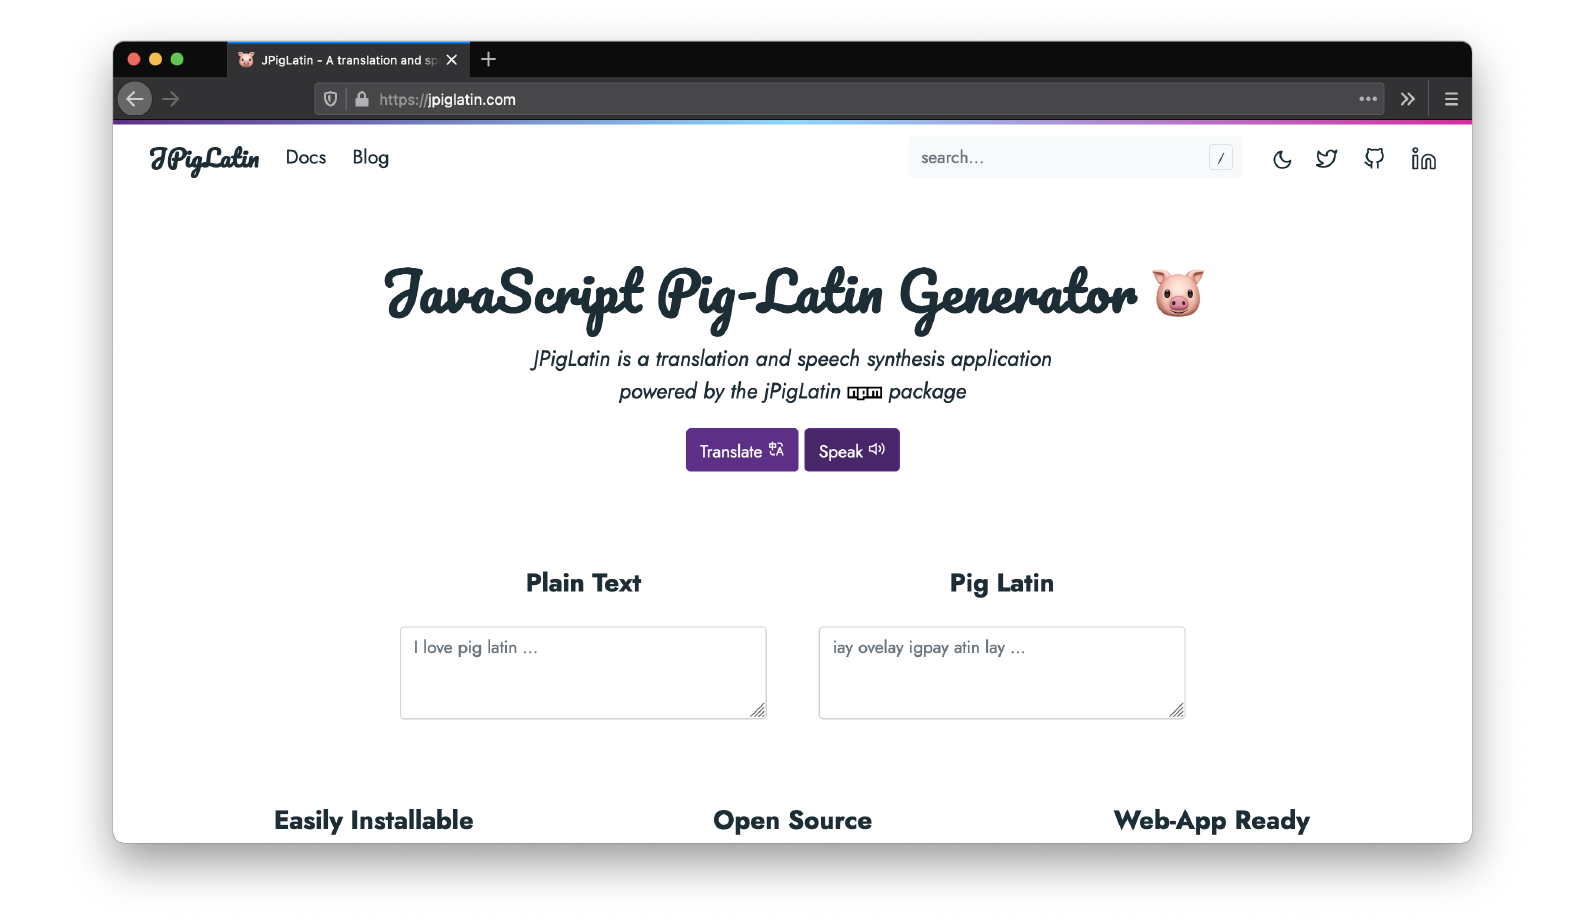 JPigLatin - A translation and sp
https://jpiglatin.com
JPigLatin Docs Blog search... /
JavaScript Pig-Latin Generator
JPigLatin is a translation and speech synthesis application
powered by the jPigLatin npm package
Translate Speak
Plain Text
I love pig latin ...
Pig Latin
iay ovelay igpay atin lay ...
Easily Installable
Open Source
Web-App Ready